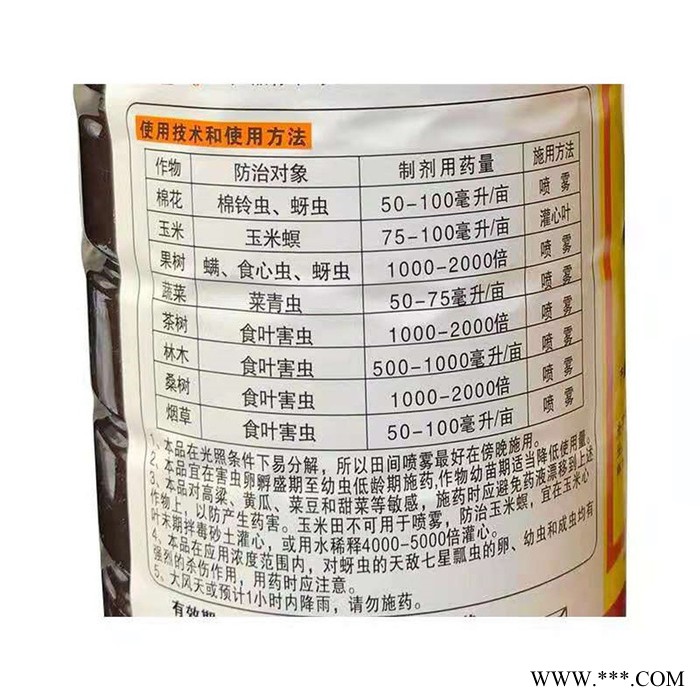 使用技术和使用方法
作物 防治对象 制剂用药量 施用方法
棉花 棉铃虫、蚜虫 50-100毫升/亩 喷雾
玉米 玉米螟 75-100毫升/亩 灌心叶
果树 螨、食心虫、蚜虫 1000-2000倍 喷雾
蔬菜 菜青虫 50-75毫升/亩 喷雾
茶树 食叶害虫 1000-2000倍 喷雾
林木 食叶害虫 500-1000毫升/亩 喷雾
桑树 食叶害虫 1000-2000倍 喷雾
烟草 食叶害虫 50-100毫升/亩 喷雾
1、本品在光照条件下易分解，所以田间喷雾最好在傍晚施用。
2、本品宜在害虫卵孵盛期至幼虫低龄期施药,作物幼苗期适当降低使用量。
3、本品对高粱、黄瓜、菜豆和甜菜等敏感，施药时应避免药液漂移到上述
作物上，以防产生药害。玉米田不可用于喷雾，防治玉米螟，宜在玉米心
叶末期拌毒砂土灌心，或用水稀释4000-5000倍灌心。
4、本品在应用浓度范围内，对蚜虫的天敌七星瓢虫的卵、幼虫和成虫均有
强烈的杀伤作用，用药时应注意。
5、大风天或预计1小时内降雨，请勿施药。
有效期
WWW.***.COM